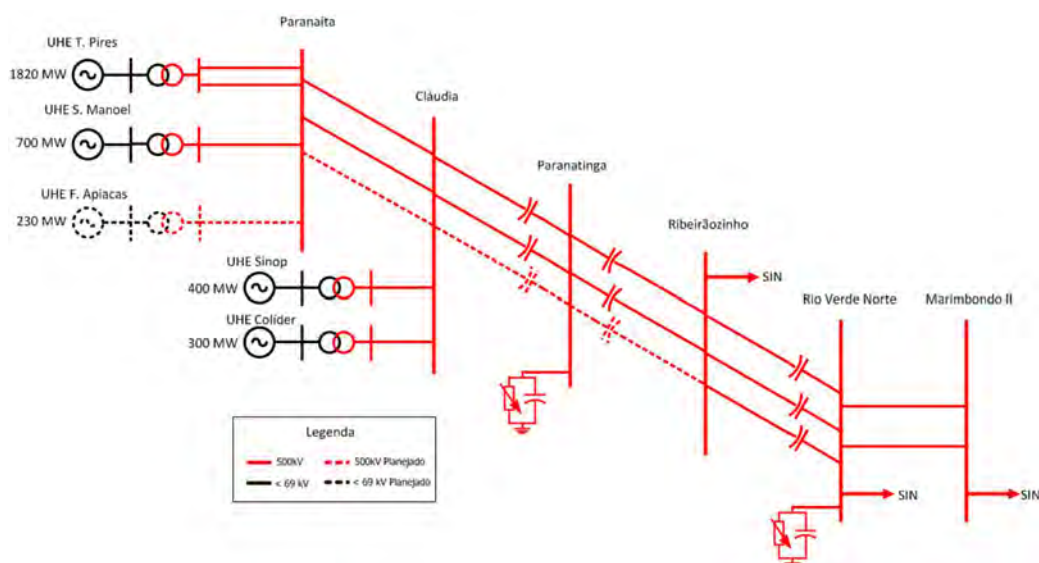 Paranaíta
UHE T. Pires
1820 MW
Cláudia
UHE S. Manoel
700 MW
Paranatinga
UHE F. Apiacas
230 MW
Ribeirãozinho
UHE Sinop
400 MW
SIN
Rio Verde Norte
Marimbondo II
UHE Colíder
300 MW
Legenda
500kV
500kV Planejado
< 69 kV
< 69 kV Planejado
SIN
SIN